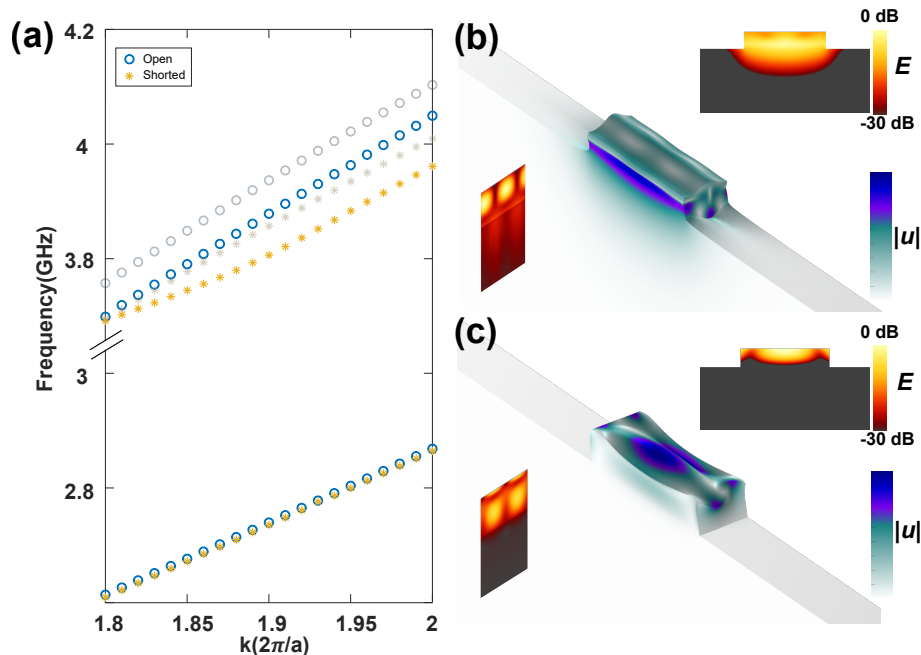 (a)
4.2
4
3.8
3
2.8
Frequency(GHz)
Open
Shorted
1.8
1.85
1.9
1.95
2
k(2π/a)
(b)
0 dB
E
-30 dB
|u|
(c)
0 dB
E
-30 dB
|u|